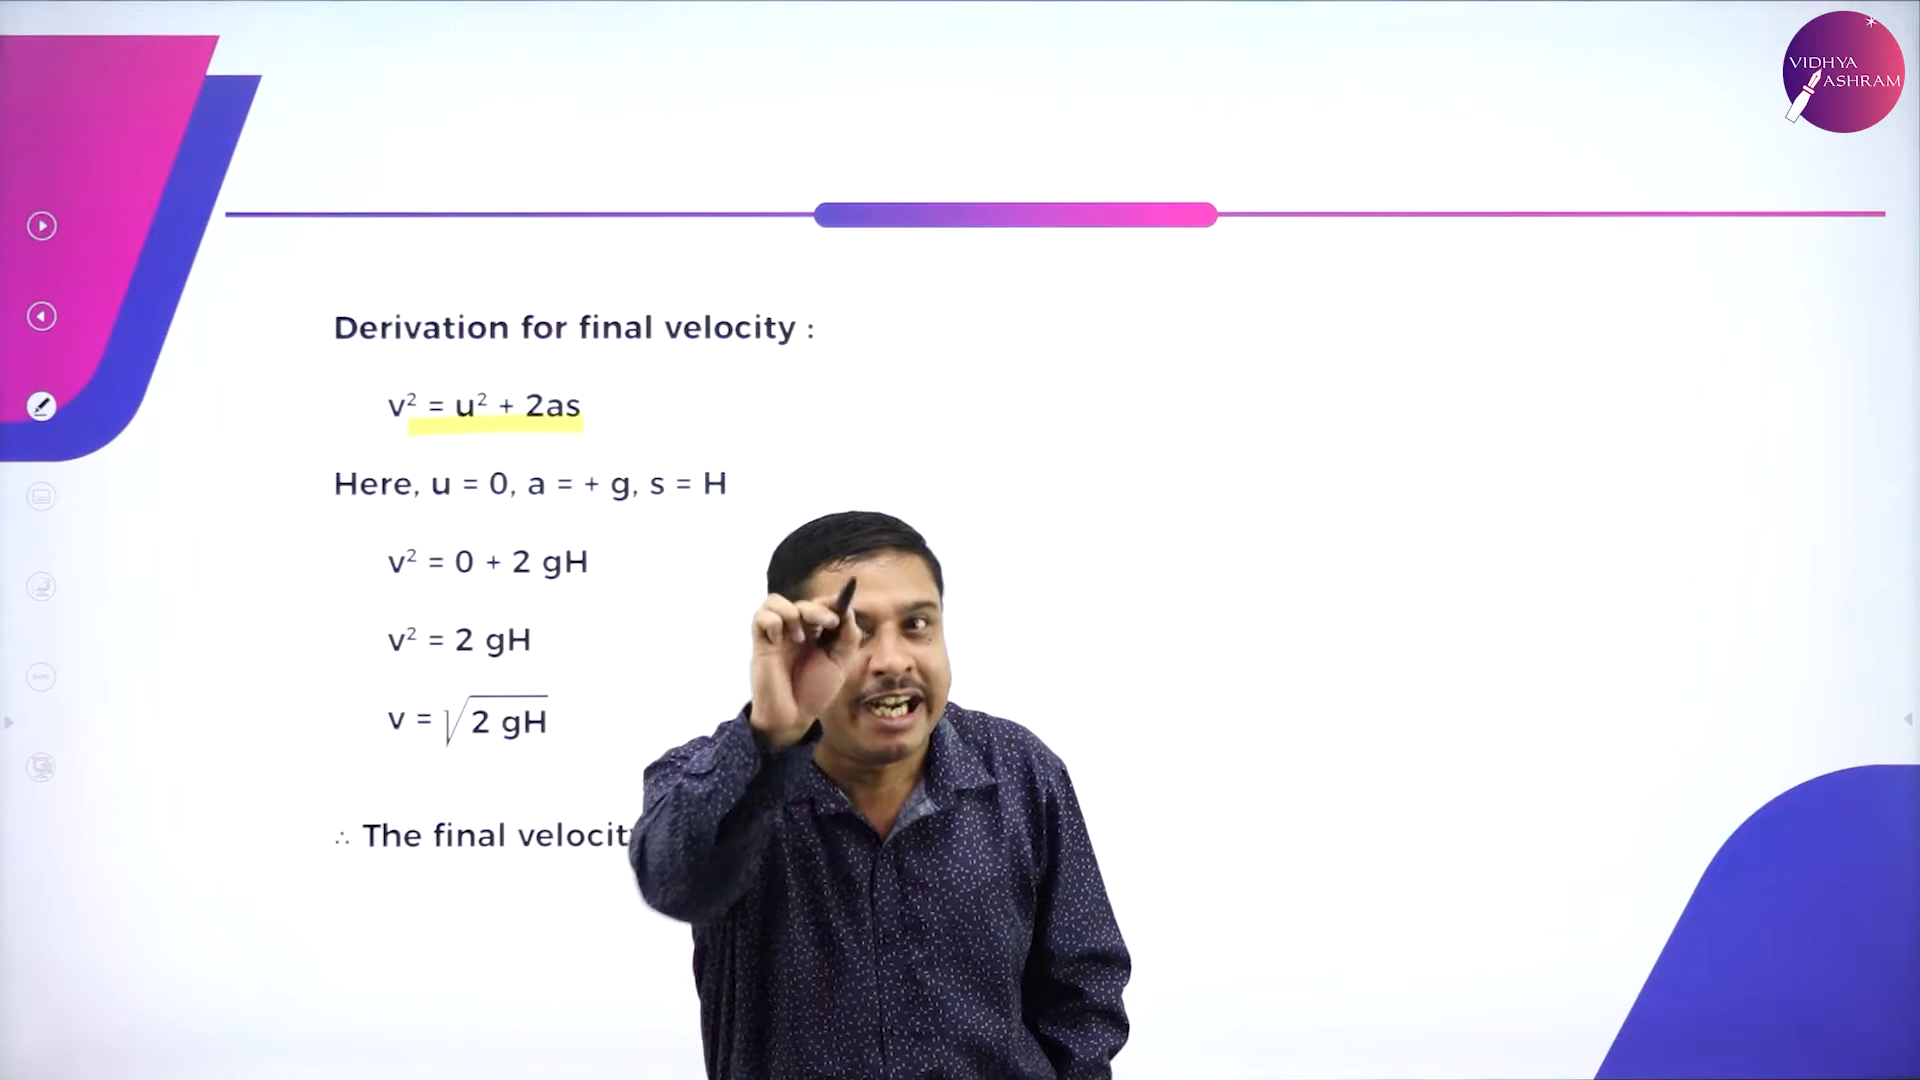 VIDHYA
ASHRAM
Derivation for final velocity :
v² = u² + 2as
Here, u = 0, a = + g, s = H
v² = 0 + 2 gH
v² = 2 gH
v = √2 gH
∴ The final